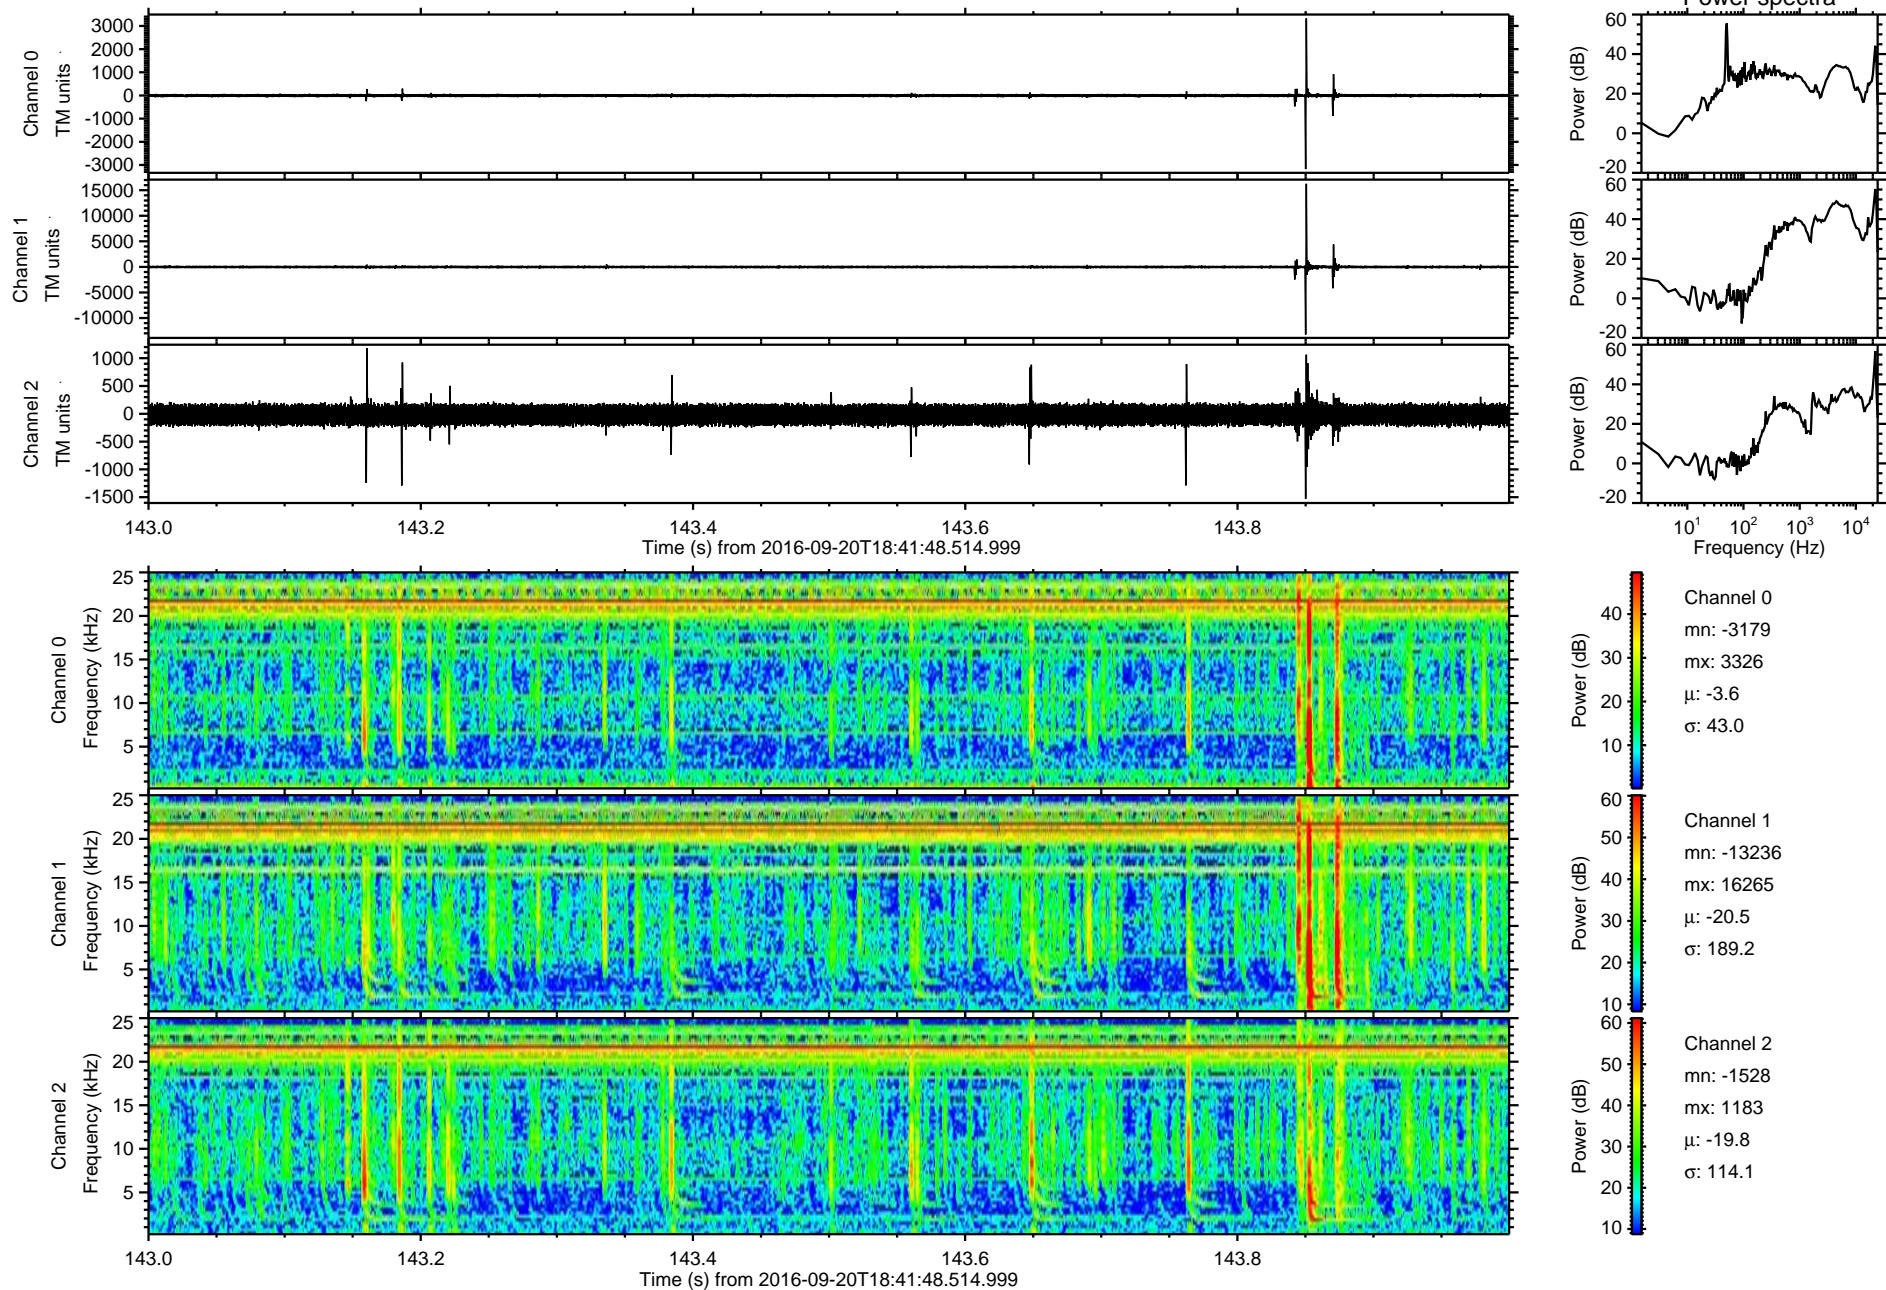 Power spectra
3000
2000
1000
0
-1000
-2000
-3000
Channel 0
TM units
60
40
20
0
-20
Power (dB)
15000
10000
5000
0
-5000
-10000
Channel 1
TM units
60
40
20
0
-20
Power (dB)
1000
500
0
-500
-1000
-1500
Channel 2
TM units
60
40
20
0
-20
Power (dB)
143.0 143.2 143.4 143.6 143.8
Time (s) from 2016-09-20T18:41:48.514.999
10¹ 10² 10³ 10⁴
Frequency (Hz)
25
20
15
10
5
Channel 0
Frequency (kHz)
40
30
20
10
Power (dB)
Channel 0
mn: -3179
mx: 3326
μ: -3.6
σ: 43.0
25
20
15
10
5
Channel 1
Frequency (kHz)
60
50
40
30
20
10
Power (dB)
Channel 1
mn: -13236
mx: 16265
μ: -20.5
σ: 189.2
25
20
15
10
5
Channel 2
Frequency (kHz)
60
50
40
30
20
10
Power (dB)
Channel 2
mn: -1528
mx: 1183
μ: -19.8
σ: 114.1
143.0 143.2 143.4 143.6 143.8
Time (s) from 2016-09-20T18:41:48.514.999